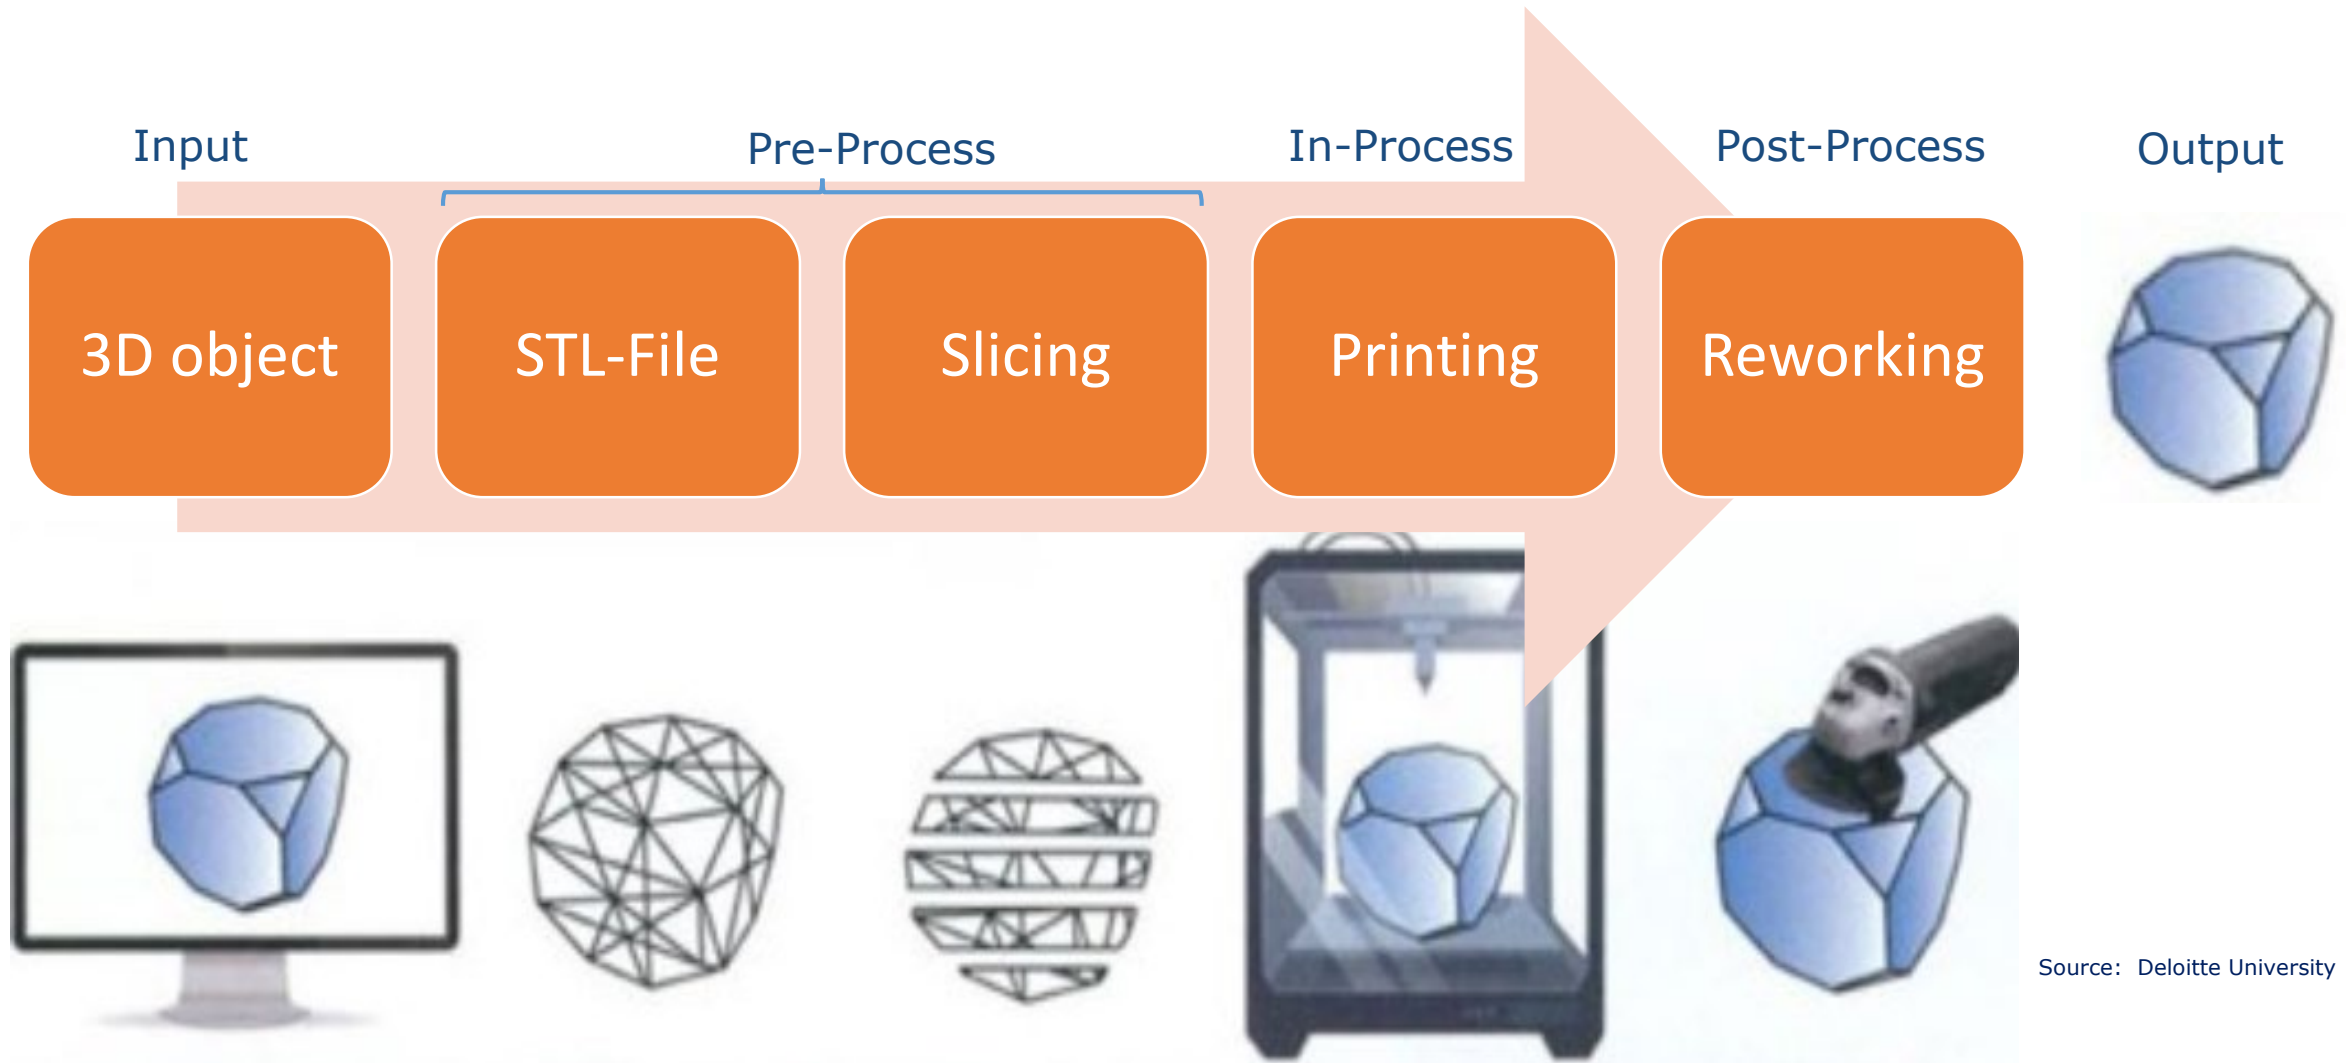 Input
Pre-Process
In-Process
Post-Process
Output
3D object
STL-File
Slicing
Printing
Reworking
Source: Deloitte University